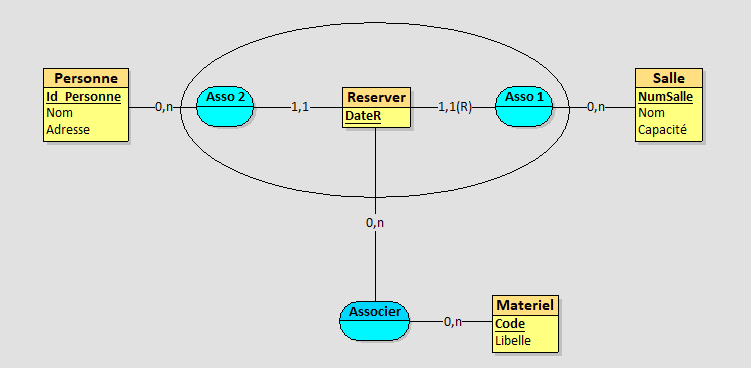 Personne
Id_Personne
Nom
Adresse
0,n
Asso 2
1,1
Reserver
DateR
1,1(R)
Asso 1
0,n
Salle
NumSalle
Nom
Capacité
0,n
Associer
0,n
Materiel
Code
Libelle